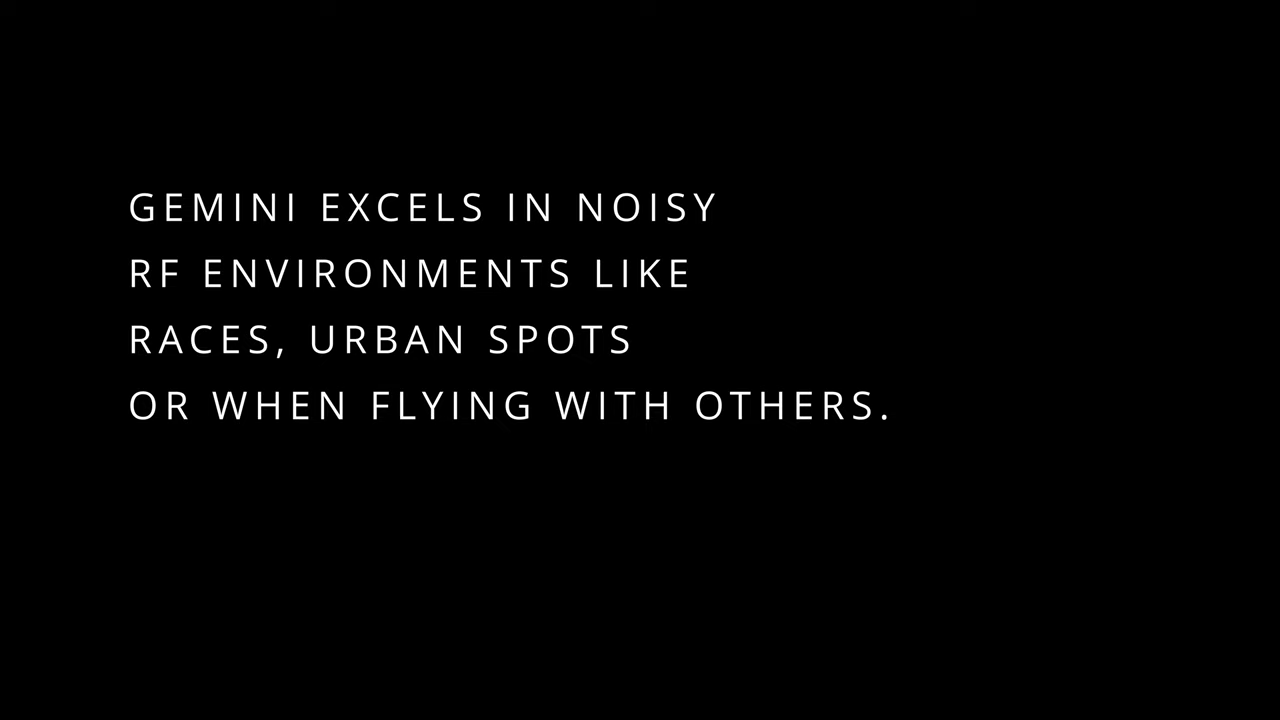 GEMINI EXCELS IN NOISY
RF ENVIRONMENTS LIKE
RACES, URBAN SPOTS
OR WHEN FLYING WITH OTHERS.